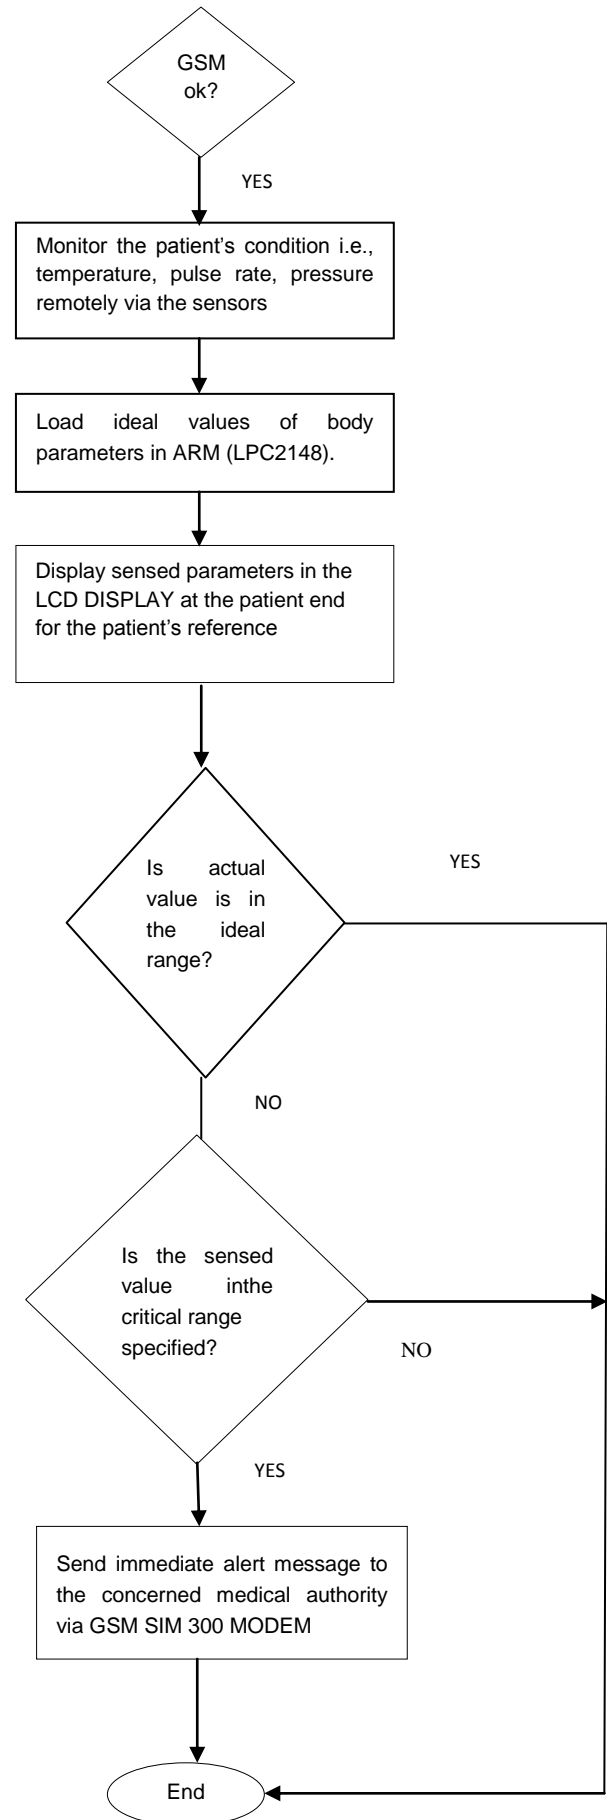 GSM
ok?
YES
Monitor the patient's condition i.e.,
temperature, pulse rate, pressure
remotely via the sensors
Load ideal values of body
parameters in ARM (LPC2148).
Display sensed parameters in the
LCD DISPLAY at the patient end
for the patient's reference
Is actual
value is in
the ideal
range?
YES
NO
Is the sensed
value inthe
critical range
specified?
NO
YES
Send immediate alert message to
the concerned medical authority
via GSM SIM 300 MODEM
End